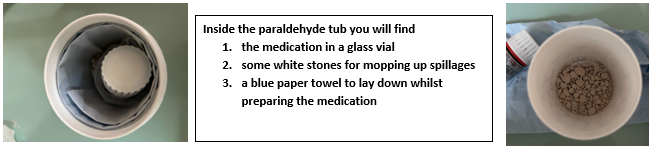 Inside the paraldehyde tub you will find
1. the medication in a glass vial
2. some white stones for mopping up spillages
3. a blue paper towel to lay down whilst
preparing the medication